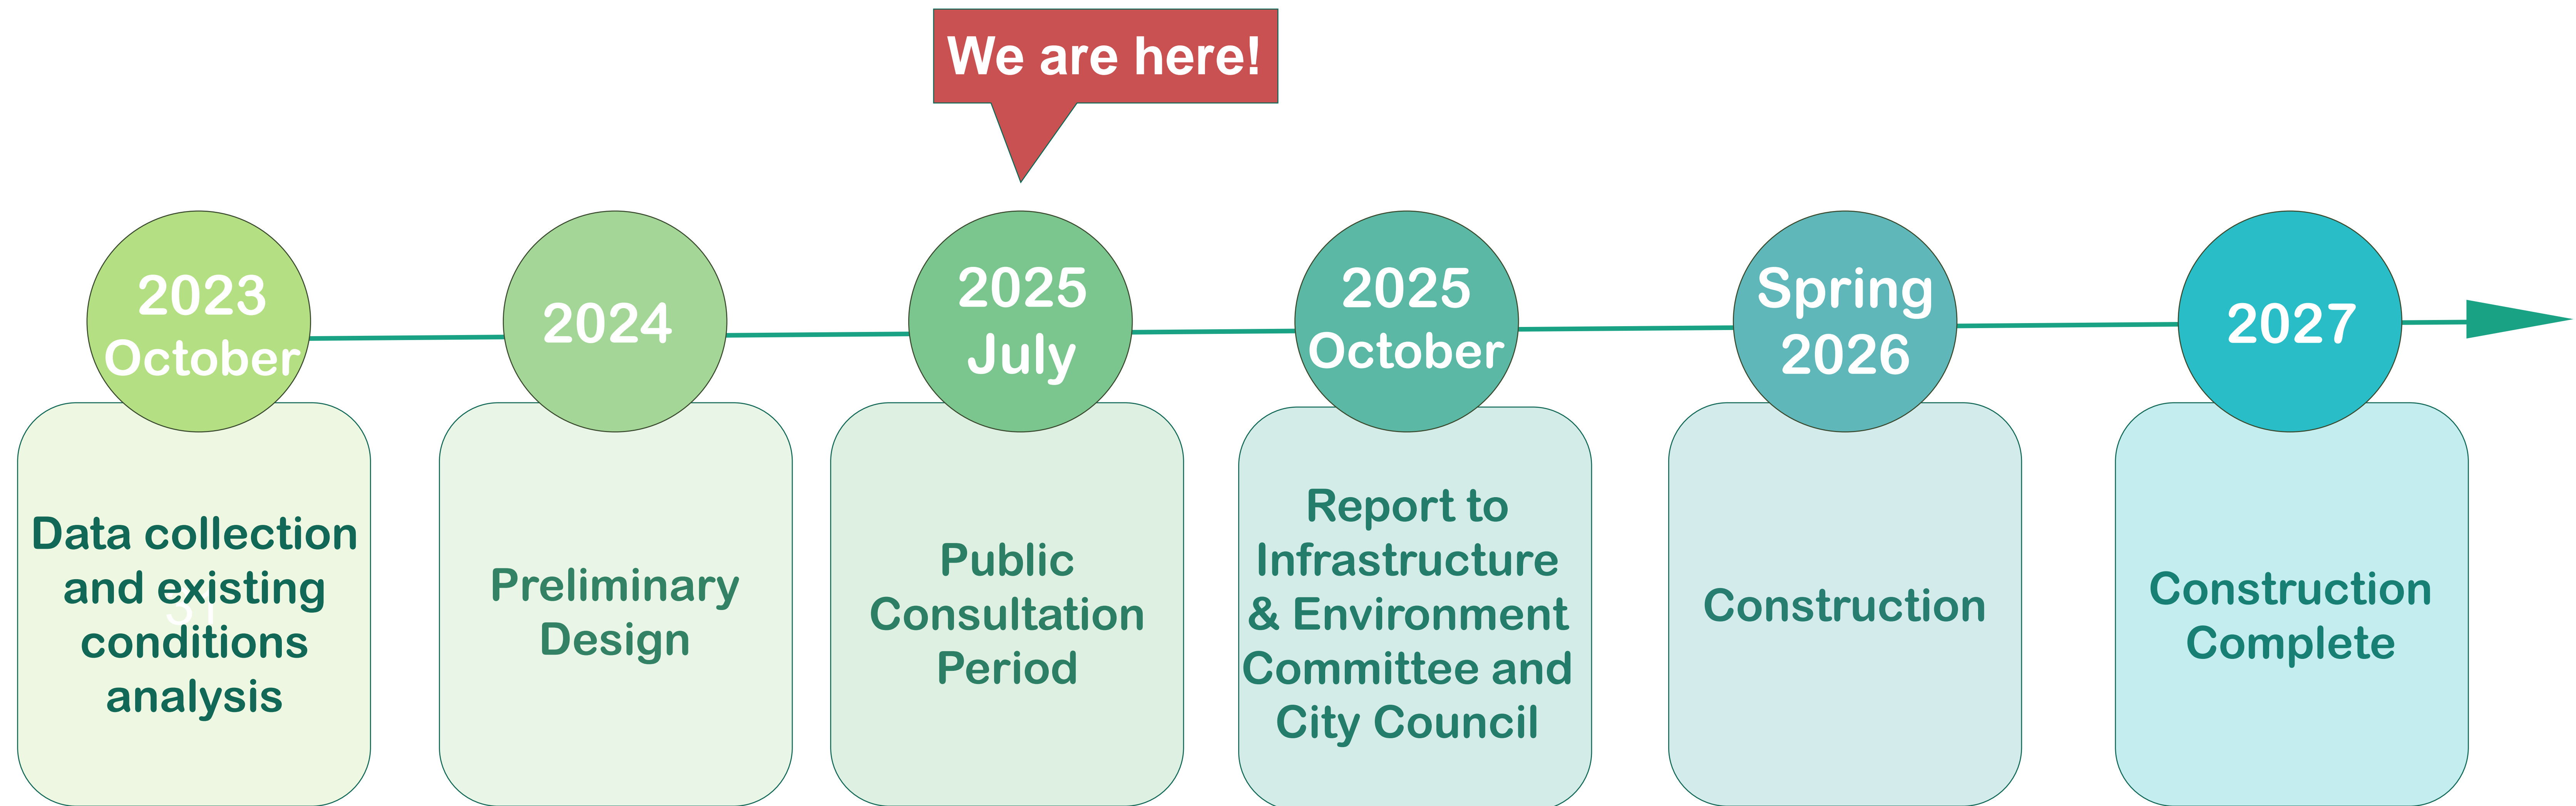 We are here!
2023
October
Data collection
and existing
conditions
analysis
2024
Preliminary
Design
2025
July
Public
Consultation
Period
2025
October
Report to
Infrastructure
& Environment
Committee and
City Council
Spring
2026
Construction
2027
Construction
Complete